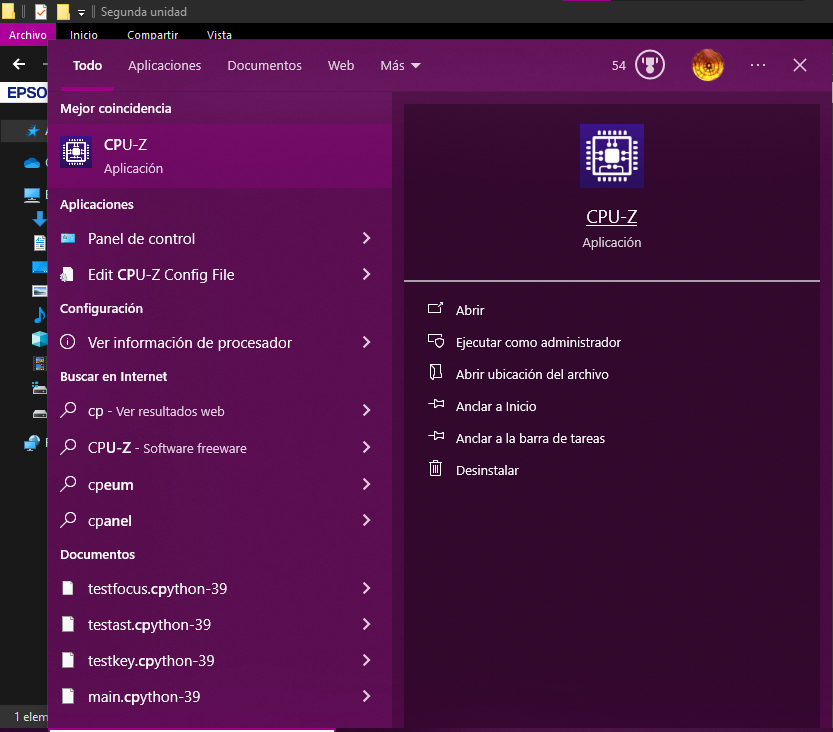 Segunda unidad
Archivo
Inicio
Compartir
Vista
EPSO
Todo
Aplicaciones
Documentos
Web
Más
54
Mejor coincidencia
CPU-Z
Aplicación
Aplicaciones
Panel de control
Edit CPU-Z Config File
Configuración
Ver información de procesador
Buscar en Internet
cp - Ver resultados web
CPU-Z - Software freeware
cpeum
cpanel
Documentos
testfocus.cpython-39
testast.cpython-39
testkey.cpython-39
main.cpython-39
1 elem
CPU-Z
Aplicación
Abrir
Ejecutar como administrador
Abrir ubicación del archivo
Anclar a Inicio
Anclar a la barra de tareas
Desinstalar